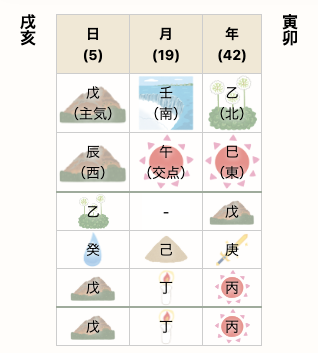 戌亥
寅卯
日 月 年
(5) (19) (42)
戊 壬 乙
(主気) (南) (北)
辰 午 巳
(西) (交点) (東)
乙 - 戊
癸 己 庚
戊 丁 丙
戊 丁 丙